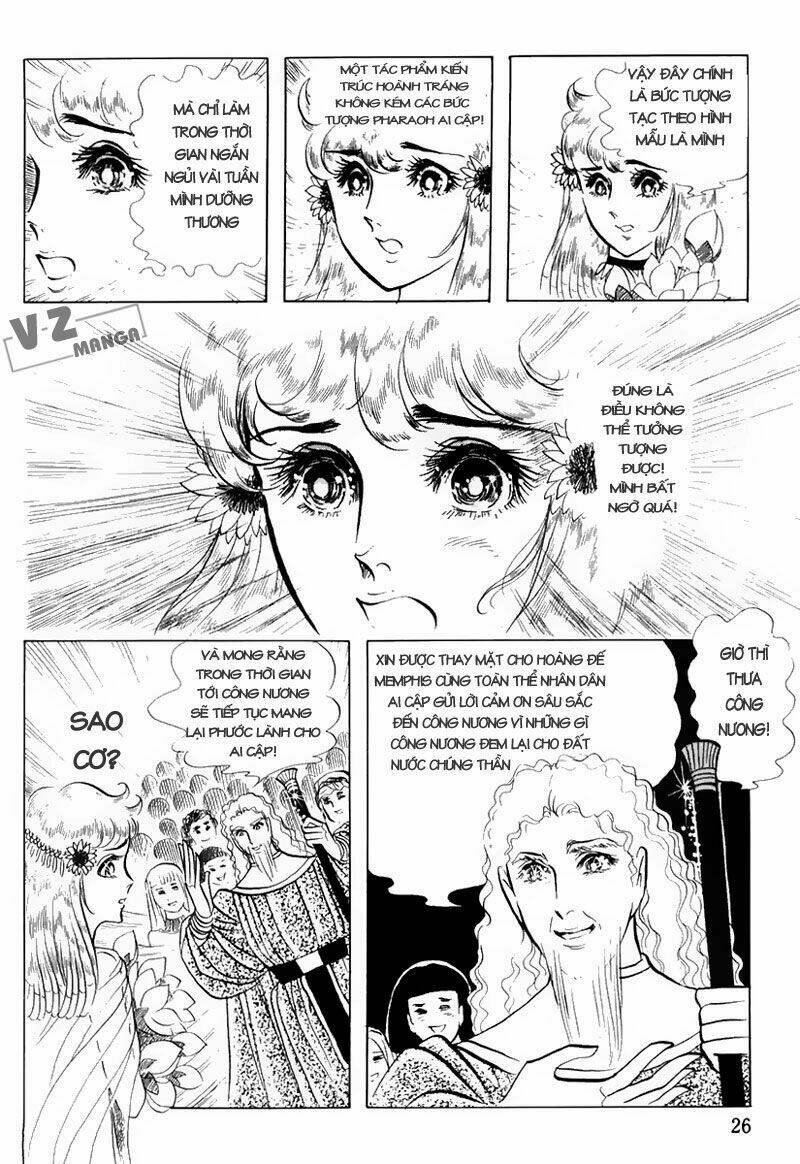 VẬY ĐÂY CHÍNH
LÀ BỨC TƯỢNG
TẠC THEO HÌNH
MẪU LÀ MÌNH
MỘT TÁC PHẨM KIẾN
TRÚC HOÀNH TRÁNG
KHÔNG KÉM CÁC BỨC
TƯỢNG PHARAOH AI CẬP!
MÀ CHỈ LÀM
TRONG THỜI
GIAN NGẮN
NGỦI VÀI TUẦN
MÌNH DƯỠNG
THƯƠNG
V-Z
MANGA
ĐÚNG LÀ
ĐIỀU KHÔNG
THỂ TƯỞNG
TƯỢNG
ĐƯỢC!
MÌNH BẤT
NGỜ QUÁ!
GIỜ THÌ
THƯA
CÔNG
NƯƠNG!
XIN ĐƯỢC THAY MẶT CHO HOÀNG ĐẾ
MEMPHIS CŨNG TOÀN THỂ NHÂN DÂN
AI CẬP GỬI LỜI CẢM ƠN SÂU SẮC
ĐẾN CÔNG NƯƠNG VÌ NHỮNG GÌ
CÔNG NƯƠNG ĐEM LẠI CHO ĐẤT
NƯỚC CHÚNG THẦN
VÀ MONG RẰNG
TRONG THỜI GIAN
TỚI CÔNG NƯƠNG
SẼ TIẾP TỤC MANG
LẠI PHƯỚC LÀNH CHO
AI CẬP!
SAO
CƠ?
26